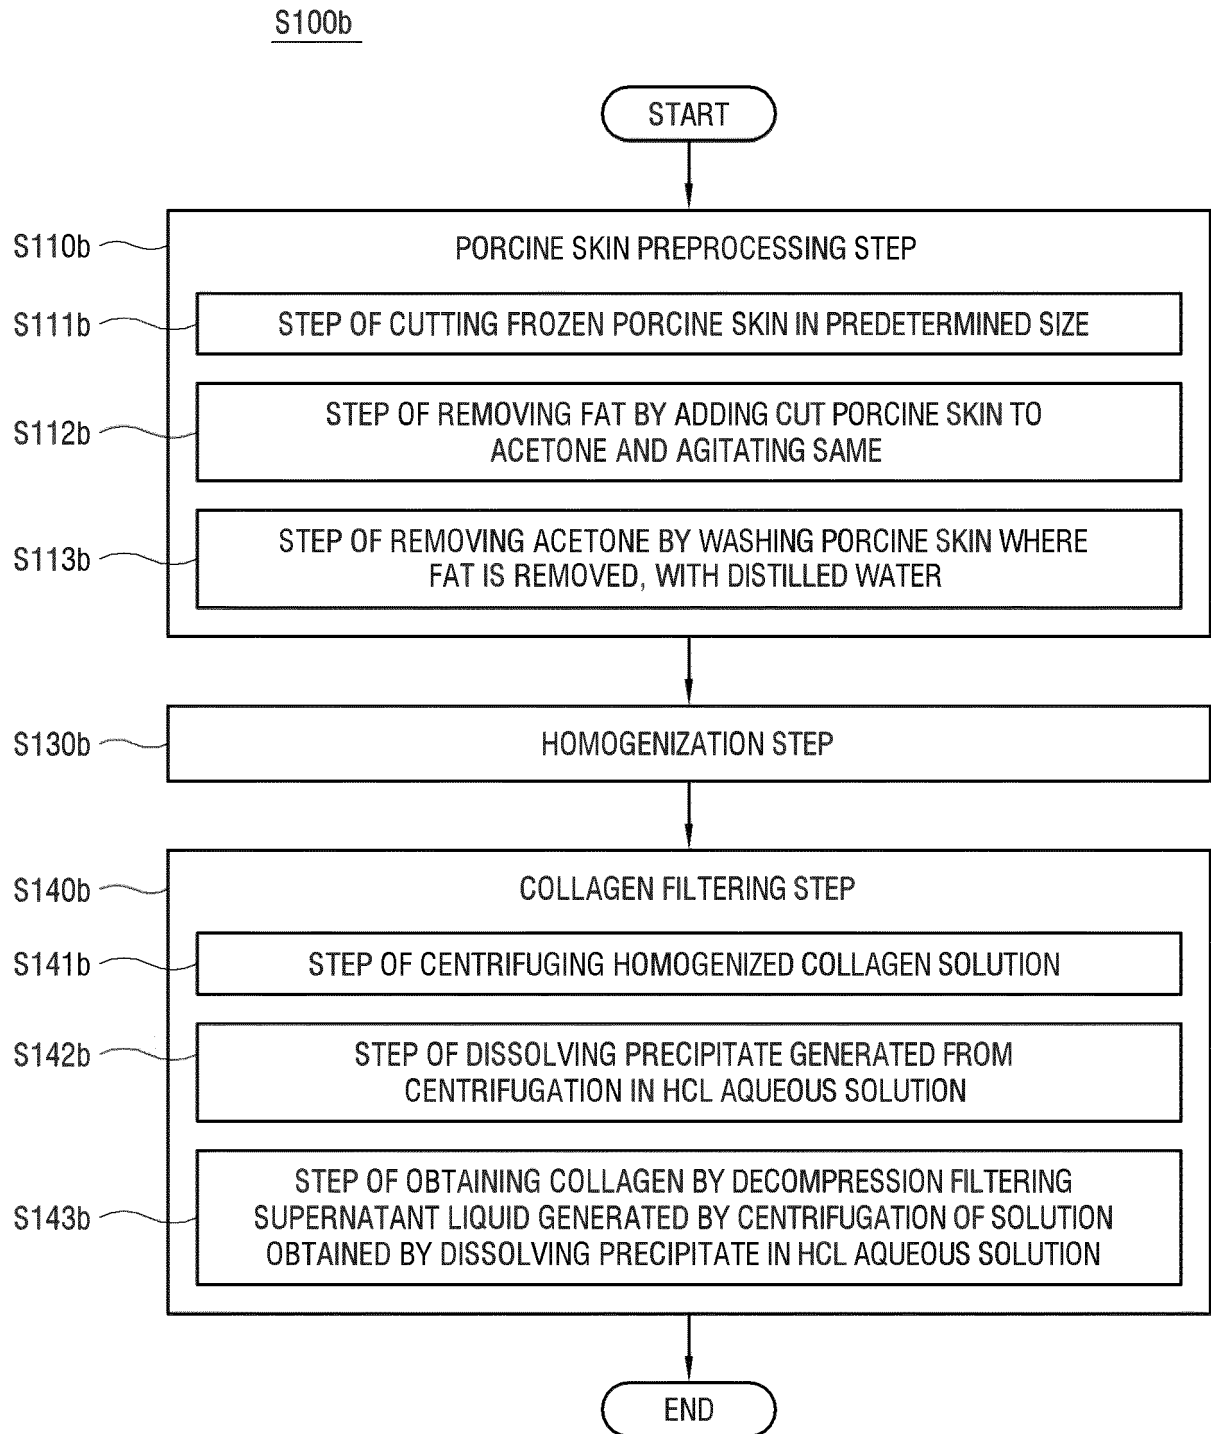 S100b
START
S110b
PORCINE SKIN PREPROCESSING STEP
S111b
STEP OF CUTTING FROZEN PORCINE SKIN IN PREDETERMINED SIZE
S112b
STEP OF REMOVING FAT BY ADDING CUT PORCINE SKIN TO
ACETONE AND AGITATING SAME
S113b
STEP OF REMOVING ACETONE BY WASHING PORCINE SKIN WHERE
FAT IS REMOVED, WITH DISTILLED WATER
S130b
HOMOGENIZATION STEP
S140b
COLLAGEN FILTERING STEP
S141b
STEP OF CENTRIFUGING HOMOGENIZED COLLAGEN SOLUTION
S142b
STEP OF DISSOLVING PRECIPITATE GENERATED FROM
CENTRIFUGATION IN HCL AQUEOUS SOLUTION
S143b
STEP OF OBTAINING COLLAGEN BY DECOMPRESSION FILTERING
SUPERNATANT LIQUID GENERATED BY CENTRIFUGATION OF SOLUTION
OBTAINED BY DISSOLVING PRECIPITATE IN HCL AQUEOUS SOLUTION
END